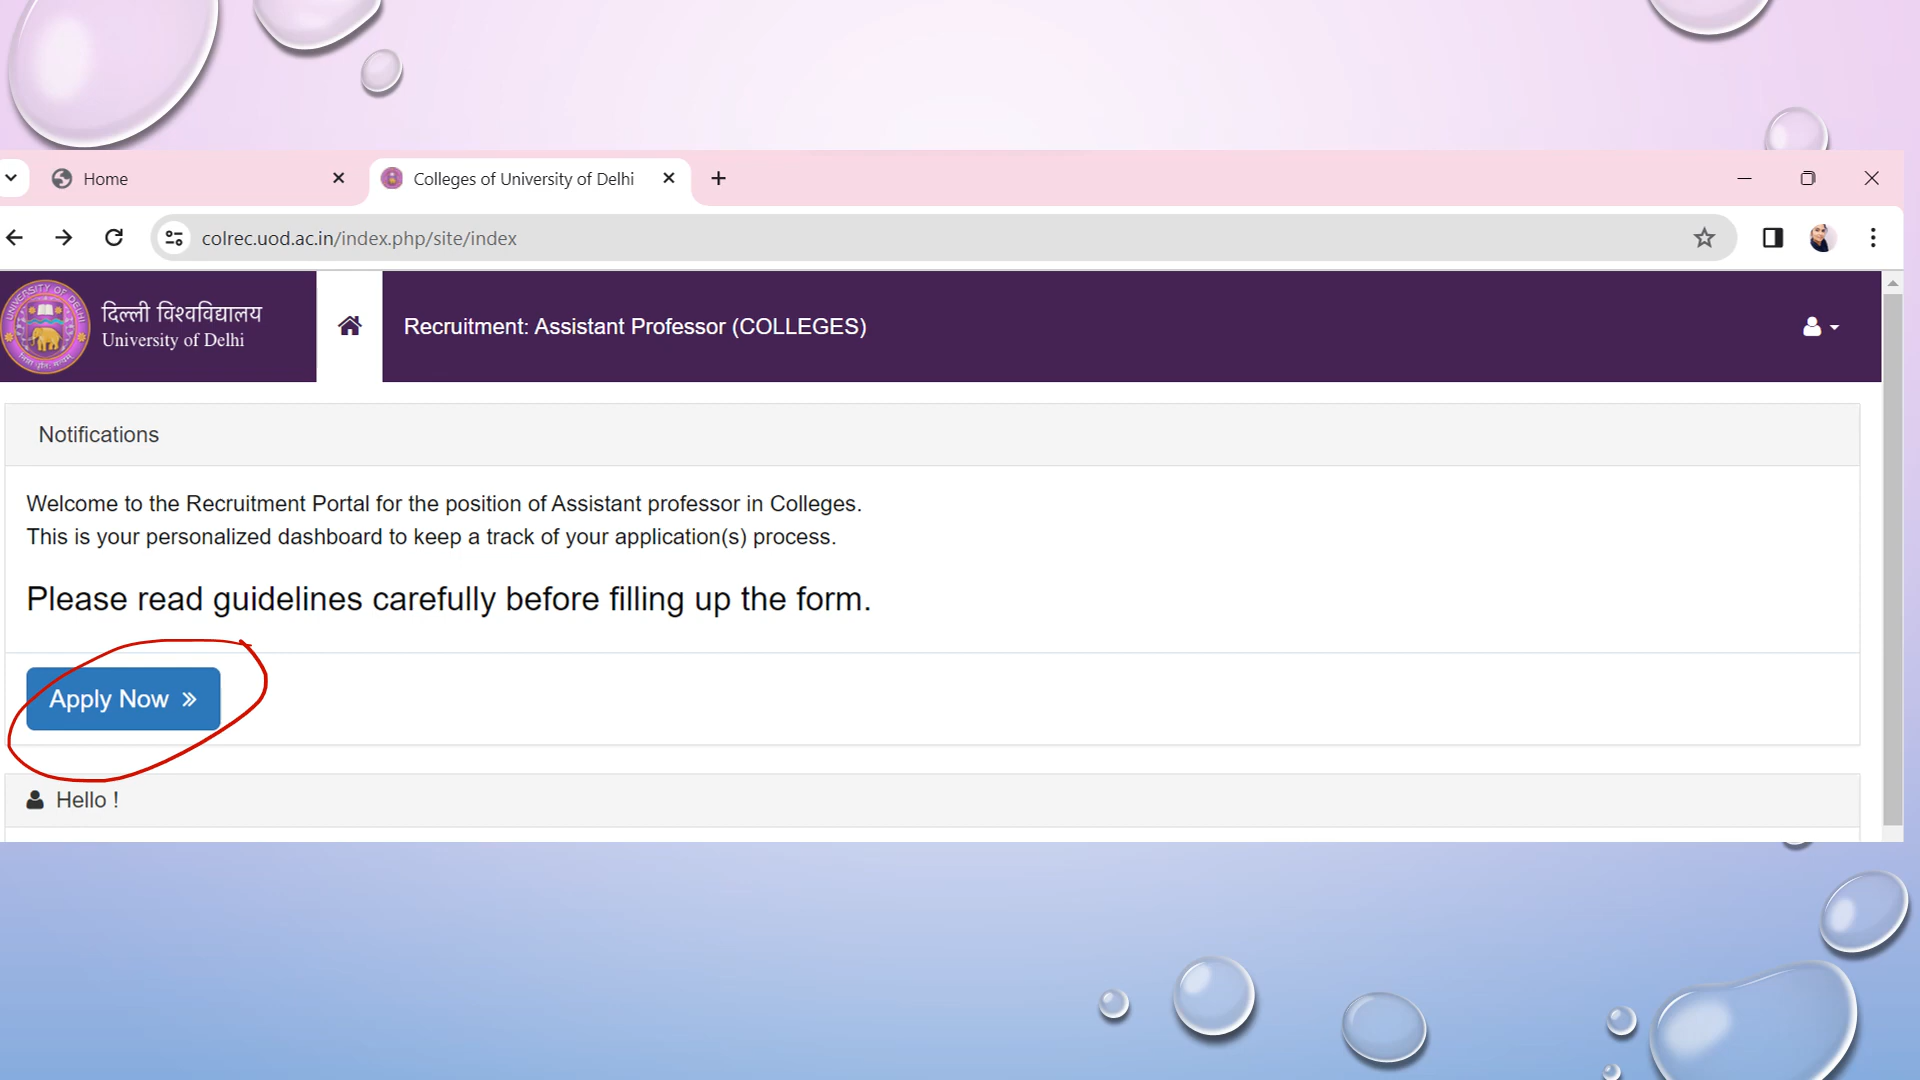 Home
Colleges of University of Delhi
colrec.uod.ac.in/index.php/site/index
UNIVERSITY OF DELHI
दिल्ली विश्वविद्यालय
University of Delhi
Recruitment: Assistant Professor (COLLEGES)
Notifications
Welcome to the Recruitment Portal for the position of Assistant professor in Colleges.
This is your personalized dashboard to keep a track of your application(s) process.
Please read guidelines carefully before filling up the form.
Apply Now »
Hello !